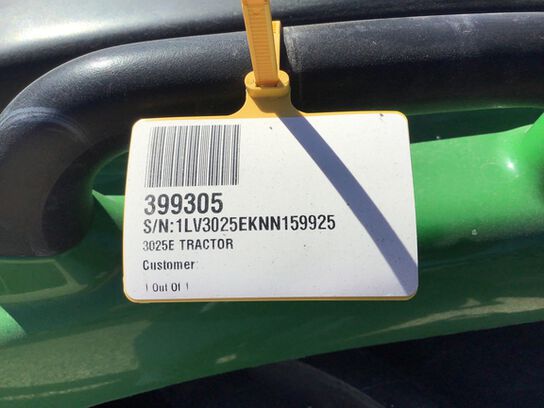 399305
S/N:1LV3025EKNN159925
3025E TRACTOR
Customer:
1 Out Of 1